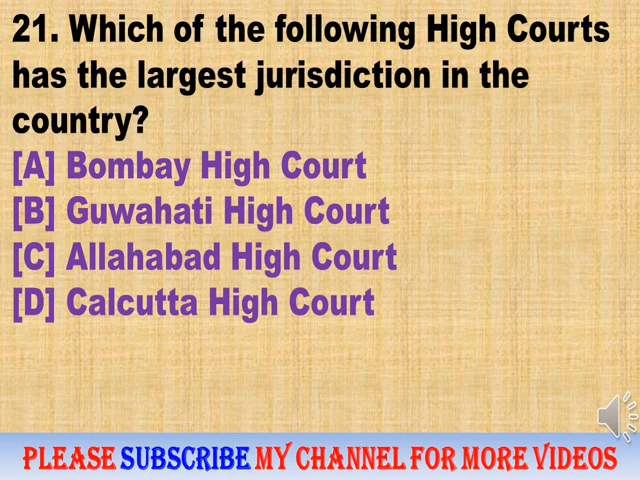 21. Which of the following High Courts
has the largest jurisdiction in the
country?
[A] Bombay High Court
[B] Guwahati High Court
[C] Allahabad High Court
[D] Calcutta High Court
PLEASE SUBSCRIBE MY CHANNEL FOR MORE VIDEOS